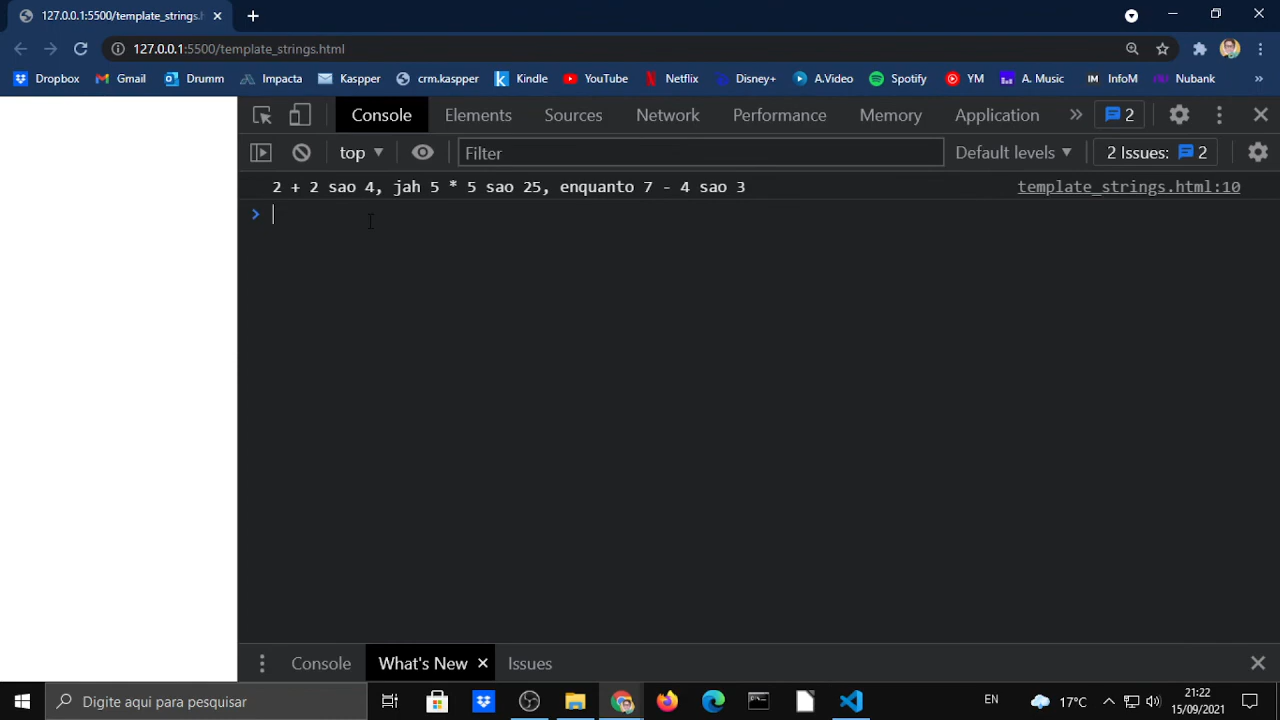 127.0.0.1:5500/template_strings.h
127.0.0.1:5500/template_strings.html
Dropbox Gmail Drumm Impacta Kaspper crm.kaspper Kindle YouTube Netflix Disney+ A.Video Spotify YM A. Music IM InfoM Nubank »
Console Elements Sources Network Performance Memory Application » 2
top Filter Default levels 2 Issues: 2
2 + 2 sao 4, jah 5 * 5 sao 25, enquanto 7 - 4 sao 3 template_strings.html:10
>
Console What's New Issues
Digite aqui para pesquisar EN 17°C 21:22
15/09/2021